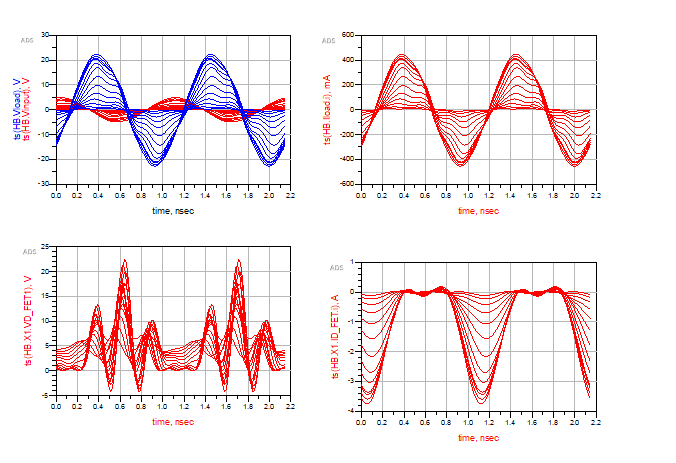 ADS
ts(HB.Vload), V
ts(HB.Vinput), V
30
20
10
0
-10
-20
-30
0.0 0.2 0.4 0.6 0.8 1.0 1.2 1.4 1.6 1.8 2.0 2.2
time, nsec
ADS
ts(HB.Iload.i), mA
600
400
200
0
-200
-400
-600
0.0 0.2 0.4 0.6 0.8 1.0 1.2 1.4 1.6 1.8 2.0 2.2
time, nsec
ADS
ts(HB.X1.VD_FET1), V
25
20
15
10
5
0
-5
0.0 0.2 0.4 0.6 0.8 1.0 1.2 1.4 1.6 1.8 2.0 2.2
time, nsec
ADS
ts(HB.X1.ID_FET.i), A
1
0
-1
-2
-3
-4
0.0 0.2 0.4 0.6 0.8 1.0 1.2 1.4 1.6 1.8 2.0 2.2
time, nsec